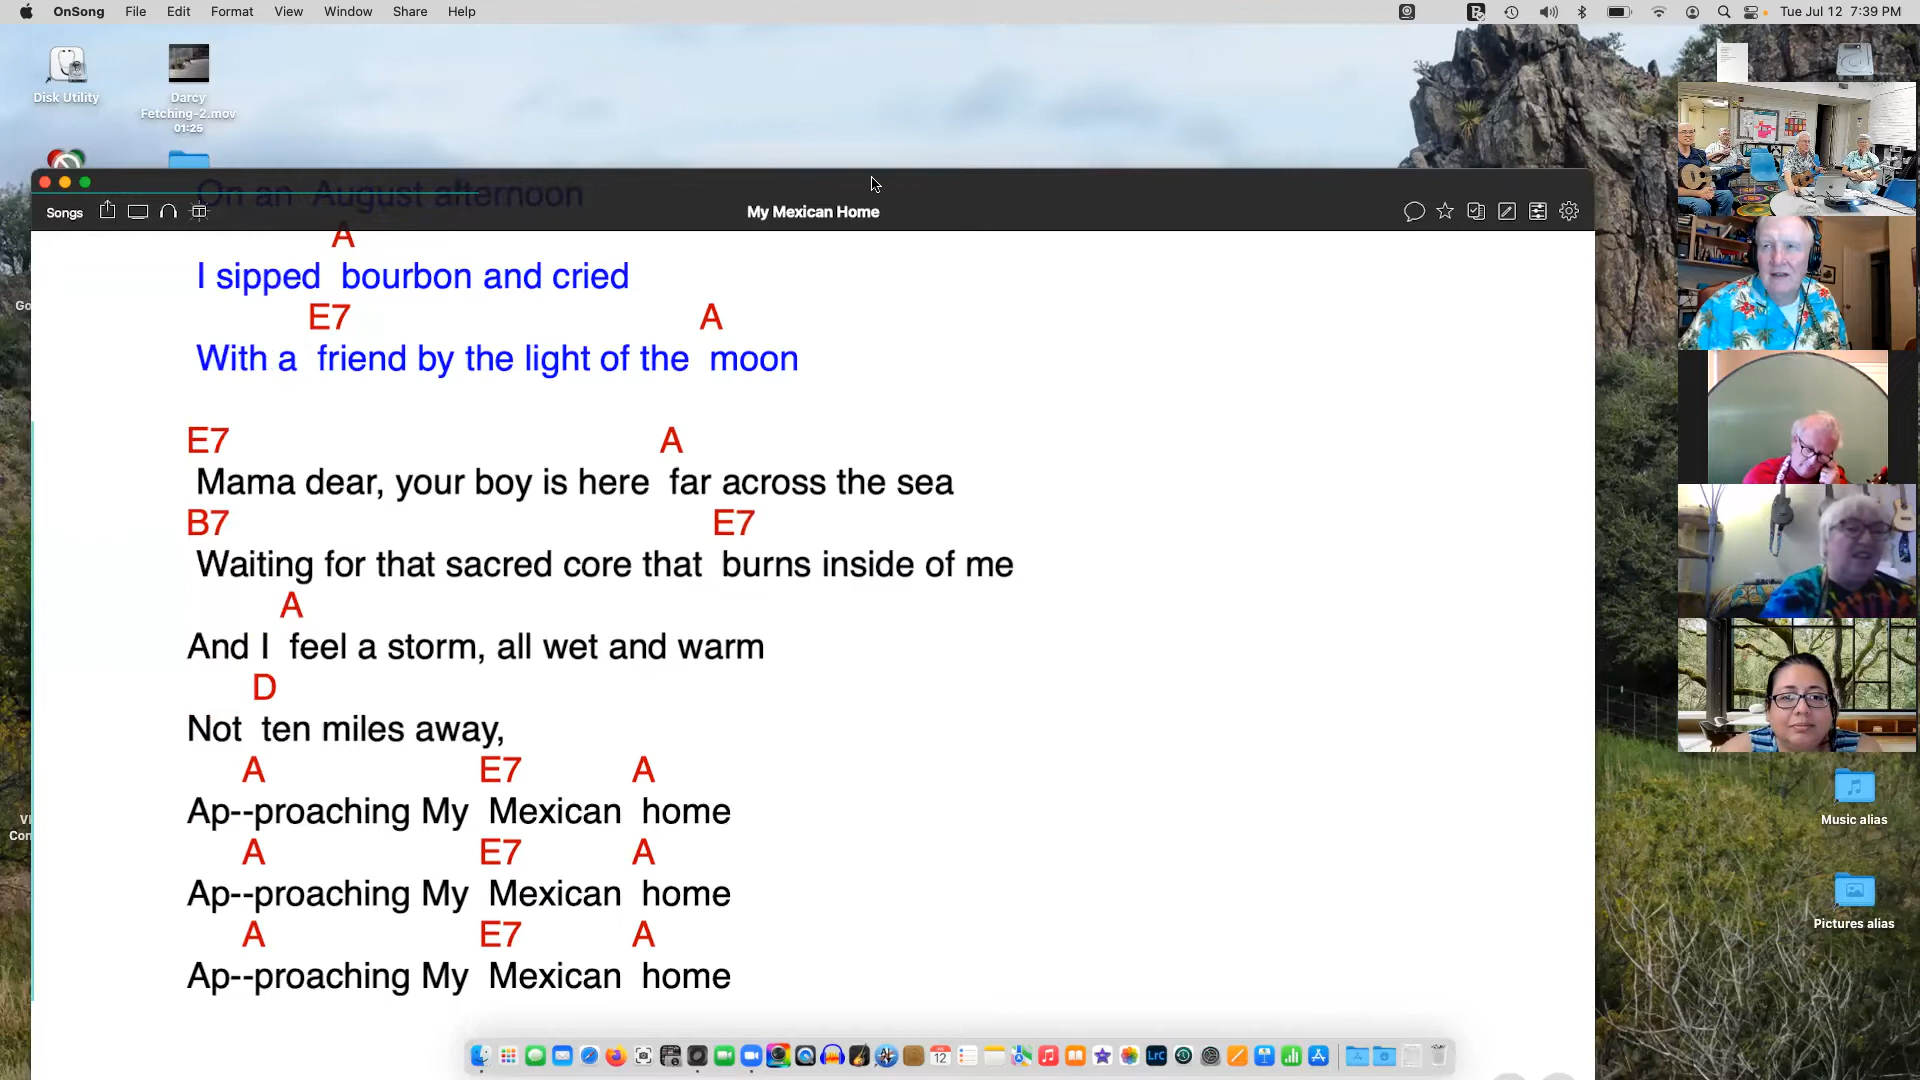 OnSong File Edit Format View Window Share Help
Tue Jul 12 7:39 PM
Disk Utility
Darcy
Fetching-2.mov
01:25
On an August afternoon
Songs
My Mexican Home
A
I sipped bourbon and cried
E7 A
With a friend by the light of the moon
E7 A
Mama dear, your boy is here far across the sea
B7 E7
Waiting for that sacred core that burns inside of me
A
And I feel a storm, all wet and warm
D
Not ten miles away,
A E7 A
Ap--proaching My Mexican home
A E7 A
Ap--proaching My Mexican home
A E7 A
Ap--proaching My Mexican home
Music alias
Pictures alias
12
LrC